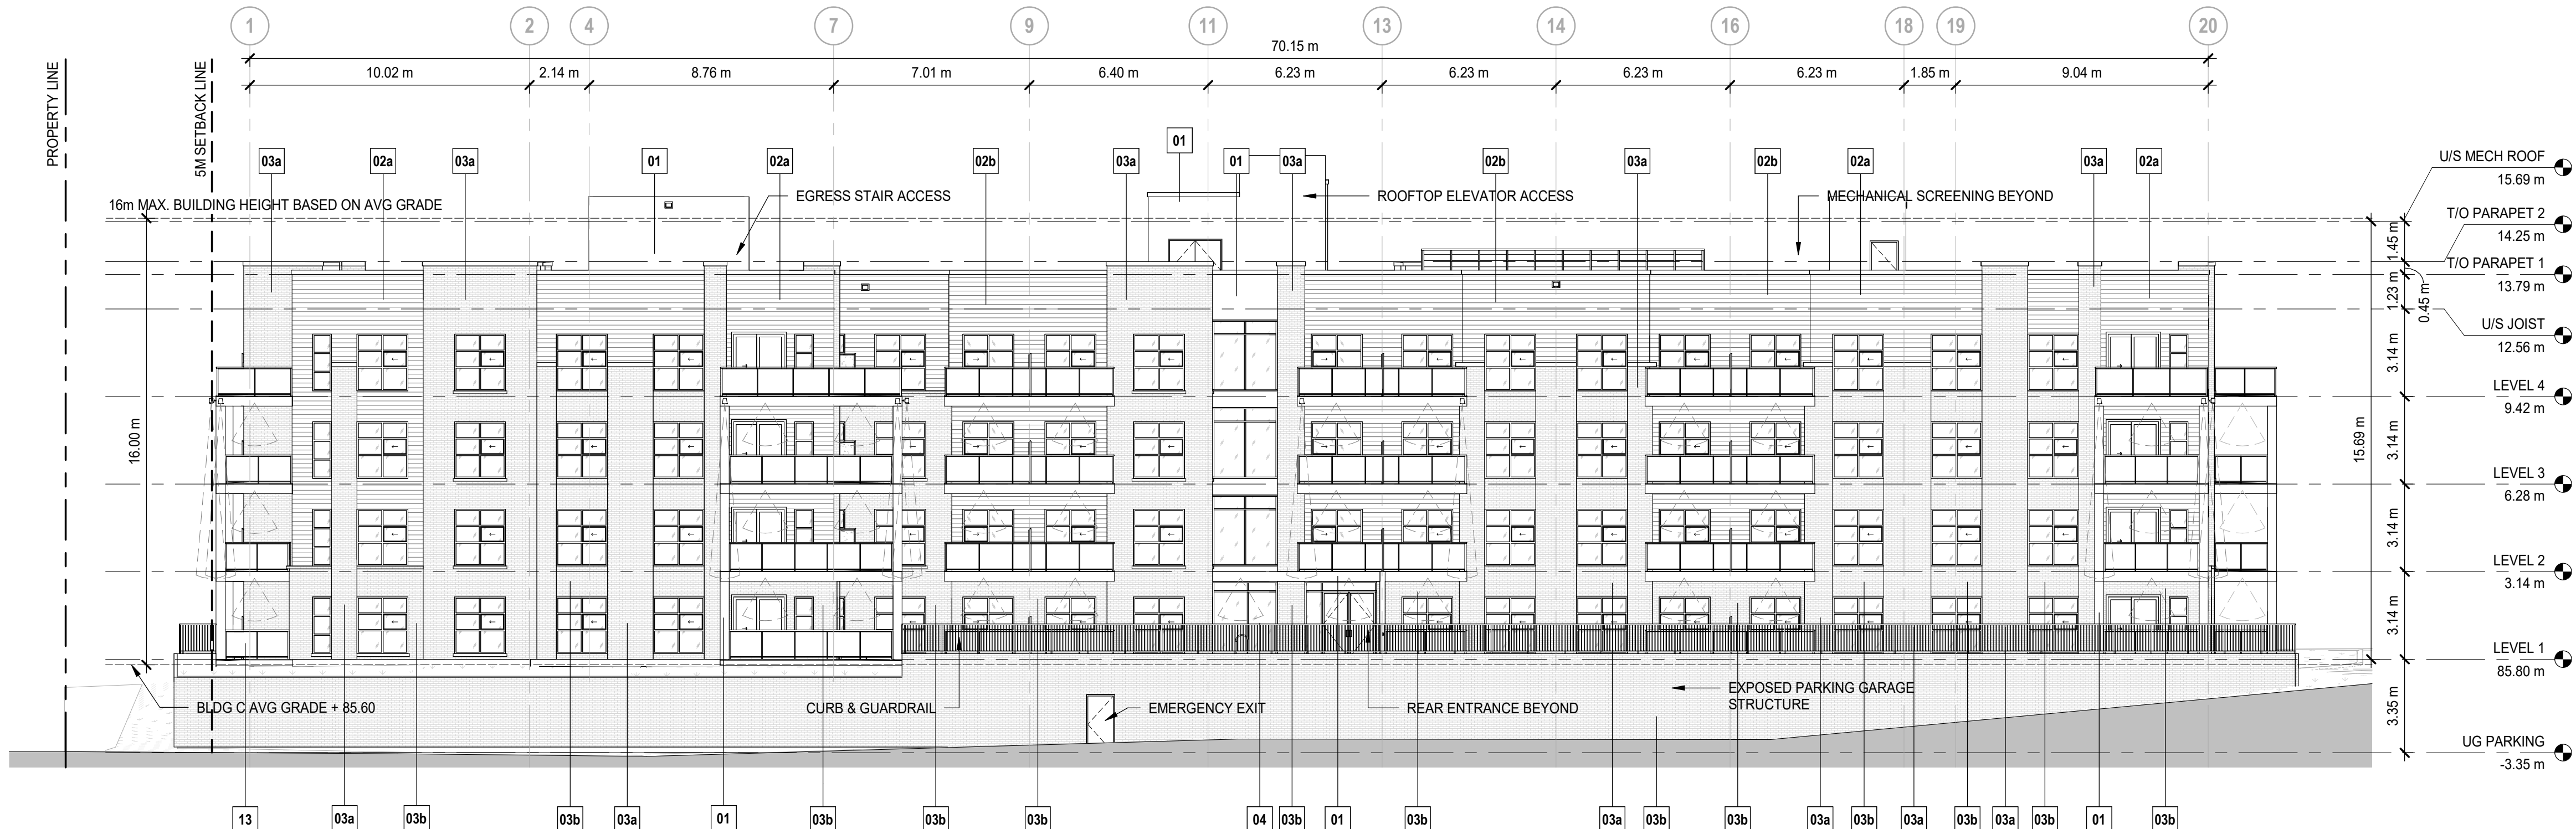 1
2
4
7
9
11
13
14
16
18
19
20
70.15 m
10.02 m
2.14 m
8.76 m
7.01 m
6.40 m
6.23 m
6.23 m
6.23 m
6.23 m
1.85 m
9.04 m
PROPERTY LINE
5M SETBACK LINE
01
03a
02a
03a
01
02a
02b
03a
01
03a
02b
03a
02b
02a
03a
02a
16m MAX. BUILDING HEIGHT BASED ON AVG GRADE
EGRESS STAIR ACCESS
ROOFTOP ELEVATOR ACCESS
MECHANICAL SCREENING BEYOND
U/S MECH ROOF
15.69 m
T/O PARAPET 2
14.25 m
T/O PARAPET 1
13.79 m
U/S JOIST
12.56 m
LEVEL 4
9.42 m
LEVEL 3
6.28 m
LEVEL 2
3.14 m
LEVEL 1
85.80 m
UG PARKING
-3.35 m
1.45 m
0.45 m
1.23 m
3.14 m
3.14 m
3.14 m
3.14 m
3.35 m
15.69 m
16.00 m
BLDG C AVG GRADE + 85.60
CURB & GUARDRAIL
EMERGENCY EXIT
REAR ENTRANCE BEYOND
EXPOSED PARKING GARAGE
STRUCTURE
13
03a
03b
03b
03a
01
03b
03b
03b
04
03b
01
03b
03a
03b
03b
03a
03b
03a
03b
03a
03b
01
03b